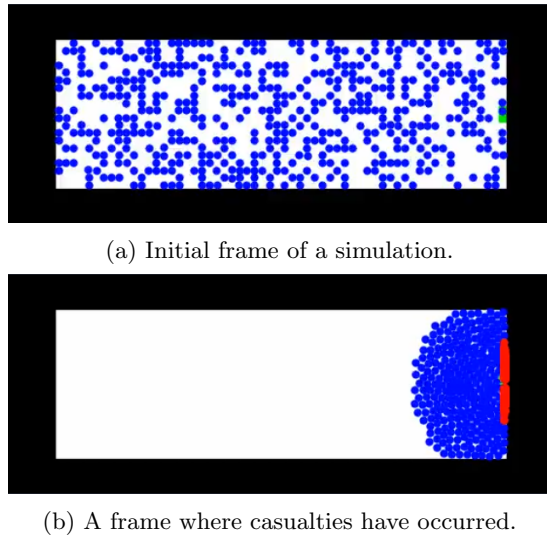 (a) Initial frame of a simulation.
(b) A frame where casualties have occurred.